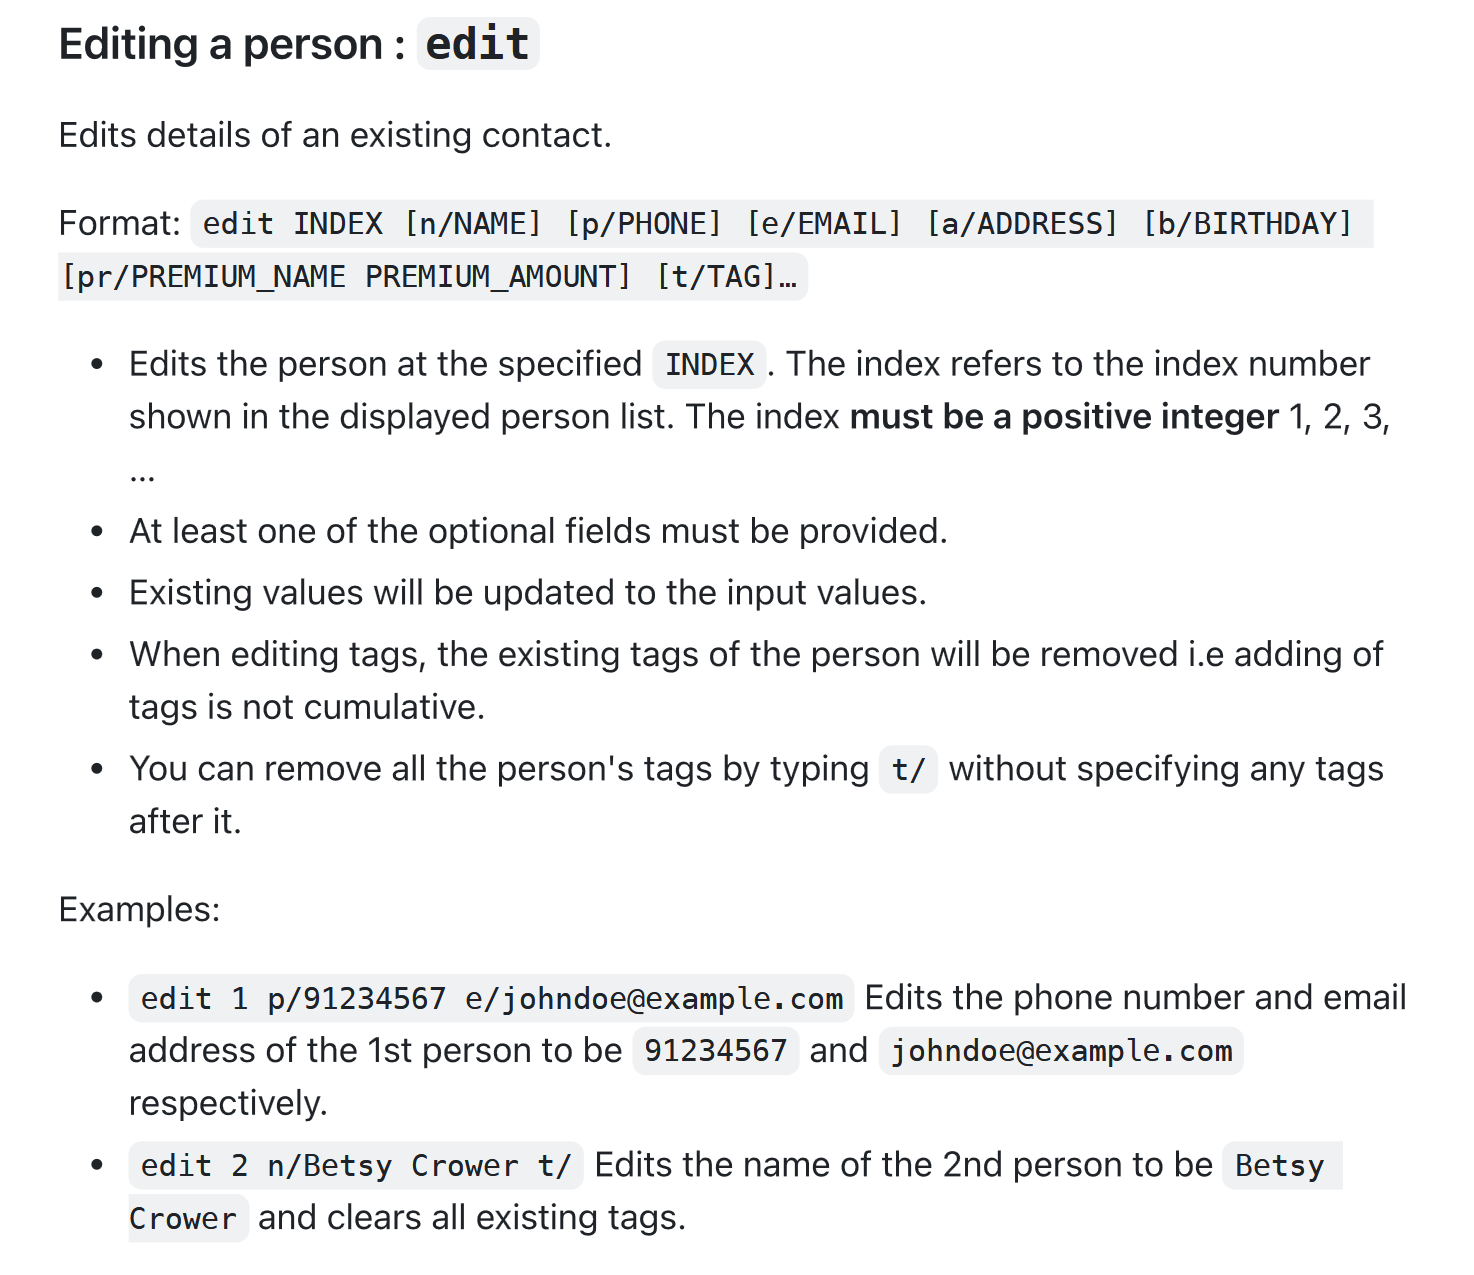 Editing a person : edit
Edits details of an existing contact.
Format: edit INDEX [n/NAME] [p/PHONE] [e/EMAIL] [a/ADDRESS] [b/BIRTHDAY]
[pr/PREMIUM_NAME PREMIUM_AMOUNT] [t/TAG]…
• Edits the person at the specified INDEX. The index refers to the index number
shown in the displayed person list. The index must be a positive integer 1, 2, 3,
…
• At least one of the optional fields must be provided.
• Existing values will be updated to the input values.
• When editing tags, the existing tags of the person will be removed i.e adding of
tags is not cumulative.
• You can remove all the person's tags by typing t/ without specifying any tags
after it.
Examples:
• edit 1 p/91234567 e/johndoe@example.com Edits the phone number and email
address of the 1st person to be 91234567 and johndoe@example.com
respectively.
• edit 2 n/Betsy Crower t/ Edits the name of the 2nd person to be Betsy
Crower and clears all existing tags.